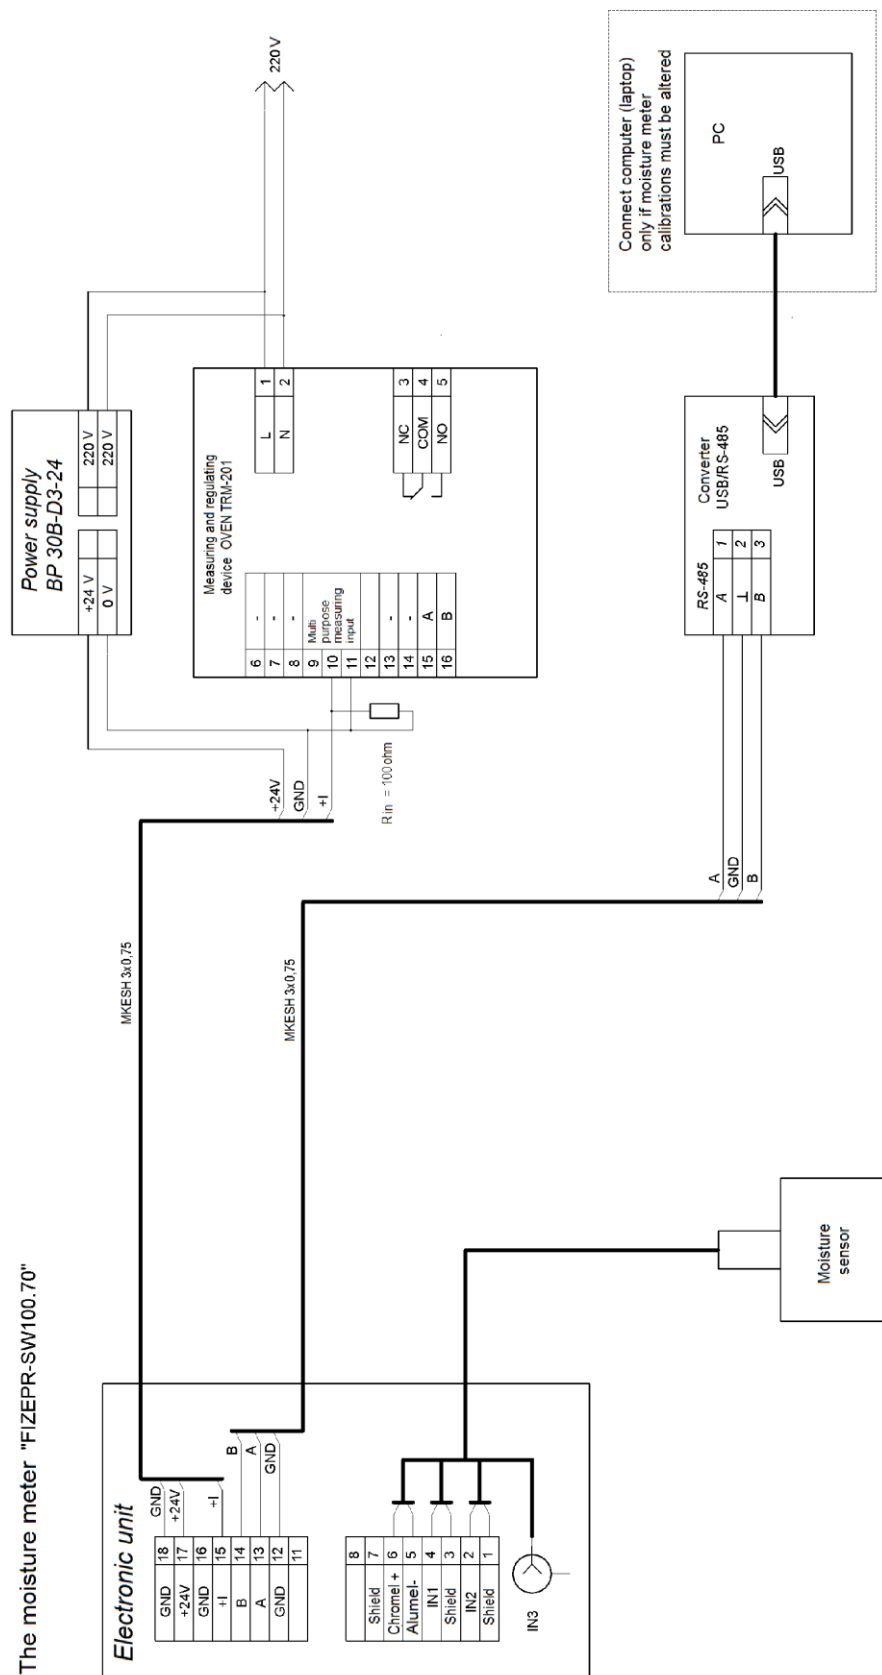 The moisture meter "FIZEPR-SW100.70"
Electronic unit
GND 18 GND
+24V 17 +24V
GND 16
+I 15 +I
B 14 B
A 13 A
GND 12 GND
11
8
Shield 7
Chromel + 6
Alumel- 5
IN1 4
Shield 3
IN2 2
Shield 1
IN3
Moisture
sensor
MKESH 3x0,75
MKESH 3x0,75
+24V
GND
+I
Rin = 100 ohm
A
GND
B
Power supply
BP 30B-D3-24
+24 V
0 V
220 V
220 V
220 V
Measuring and regulating
device OVEN TRM-201
6 -
7 -
8 -
9 Multi
10 purpose
measuring
11 input
12
13 -
14 -
15 A
16 B
L 1
N 2
NC 3
COM 4
NO 5
Converter
USB/RS-485
RS-485
A 1
⊥ 2
B 3
USB
Connect computer (laptop)
only if moisture meter
calibrations must be altered
PC
USB